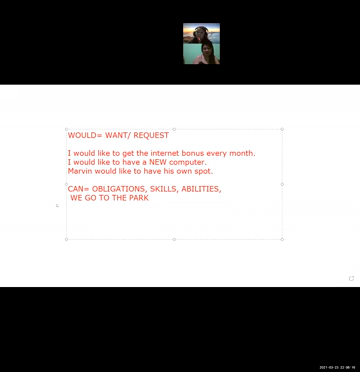 WOULD= WANT/ REQUEST
I would like to get the internet bonus every month.
I would like to have a NEW computer.
Marvin would like to have his own spot.
CAN= OBLIGATIONS, SKILLS, ABILITIES,
WE GO TO THE PARK